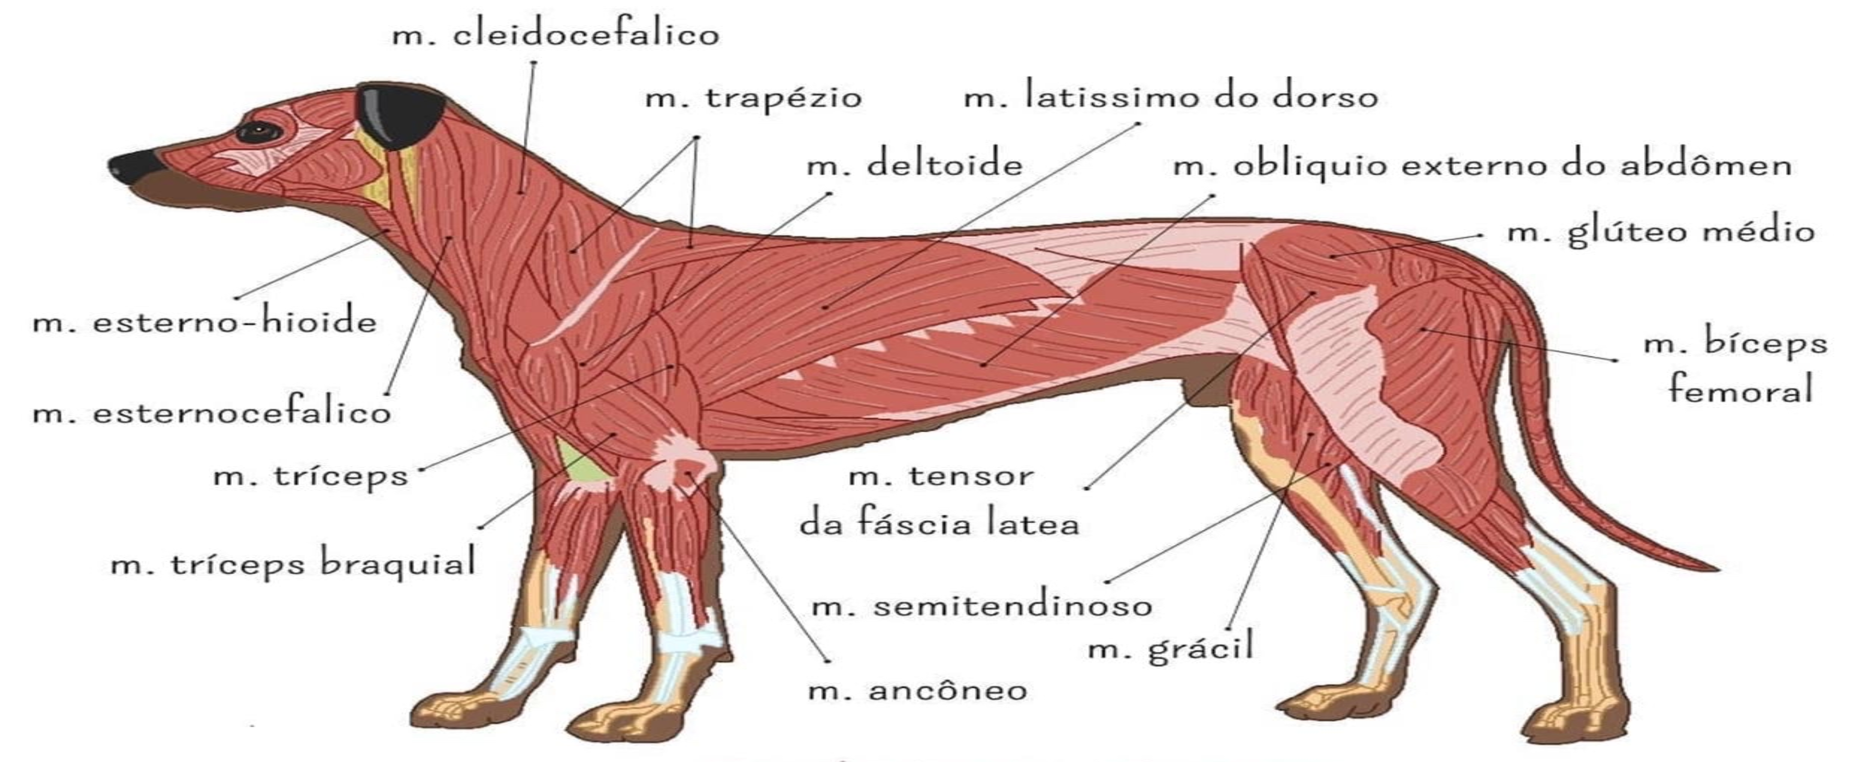 m. cleidocefalico
m. trapézio
m. latissimo do dorso
m. deltoide
m. obliquio externo do abdômen
m. glúteo médio
m. esterno-hioide
m. bíceps
femoral
m. esternocefalico
m. tríceps
m. tensor
da fáscia latea
m. tríceps braquial
m. semitendinoso
m. grácil
m. ancôneo